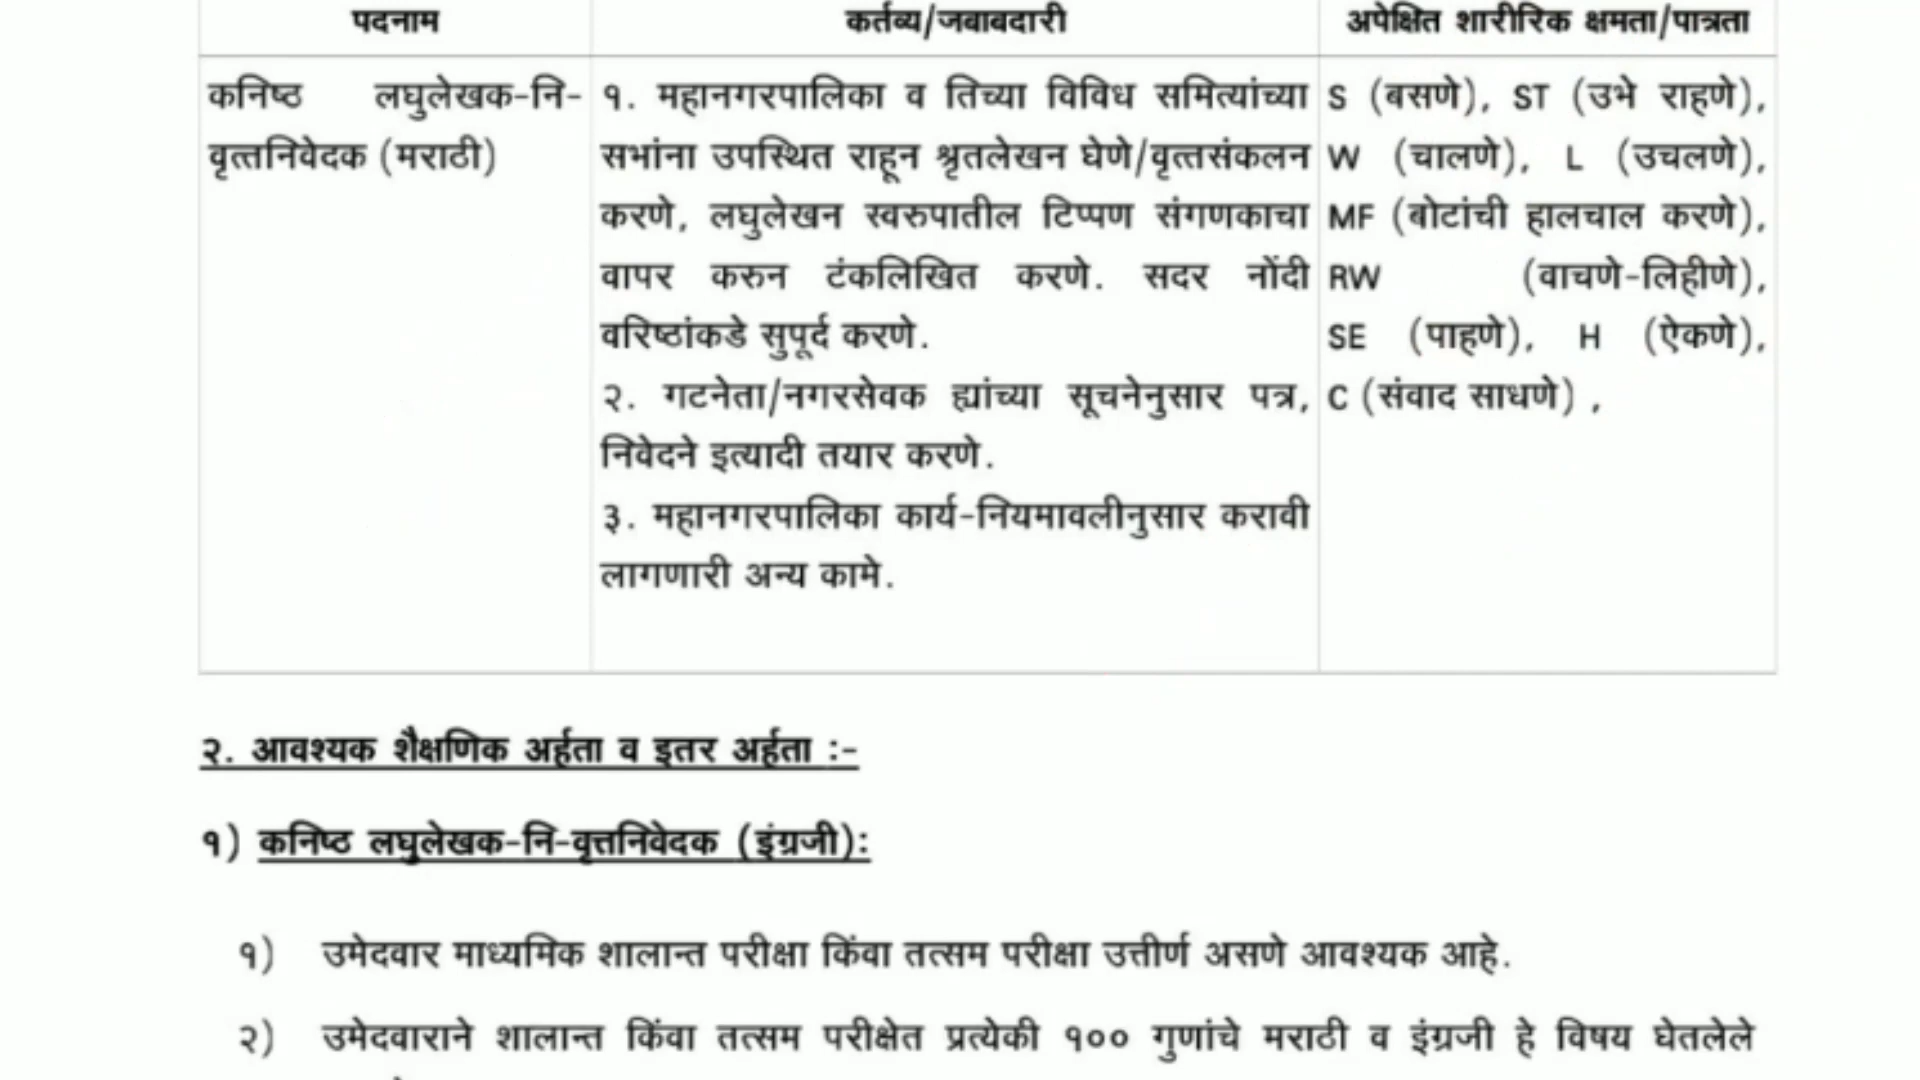 पदनाम कर्तव्य/जवाबदारी अपेक्षित शारीरिक क्षमता/पात्रता
कनिष्ठ लघुलेखक-नि-
वृत्तनिवेदक (मराठी)
१. महानगरपालिका व तिच्या विविध समित्यांच्या
सभांना उपस्थित राहून श्रृतलेखन घेणे/वृत्तसंकलन
करणे, लघुलेखन स्वरुपातील टिप्पण संगणकाचा
वापर करुन टंकलिखित करणे. सदर नोंदी
वरिष्ठांकडे सुपूर्द करणे.
२. गटनेता/नगरसेवक ह्यांच्या सूचनेनुसार पत्र,
निवेदने इत्यादी तयार करणे.
३. महानगरपालिका कार्य-नियमावलीनुसार करावी
लागणारी अन्य कामे.
S (बसणे), ST (उभे राहणे),
W (चालणे), L (उचलणे),
MF (बोटांची हालचाल करणे),
RW (वाचणे-लिहीणे),
SE (पाहणे), H (ऐकणे),
C (संवाद साधणे) ,
२. आवश्यक शैक्षणिक अर्हता व इतर अर्हता :-
१) कनिष्ठ लघुलेखक-नि-वृत्तनिवेदक (इंग्रजी):
१) उमेदवार माध्यमिक शालान्त परीक्षा किंवा तत्सम परीक्षा उत्तीर्ण असणे आवश्यक आहे.
२) उमेदवाराने शालान्त किंवा तत्सम परीक्षेत प्रत्येकी १०० गुणांचे मराठी व इंग्रजी हे विषय घेतलेले